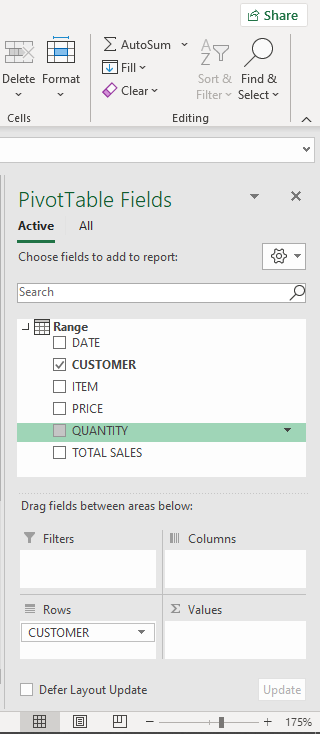 Share
AutoSum
Fill
Clear
Delete Format
Sort & Filter
Find & Select
Cells
Editing
PivotTable Fields
Active All
Choose fields to add to report:
Search
Range
DATE
CUSTOMER
ITEM
PRICE
QUANTITY
TOTAL SALES
Drag fields between areas below:
Filters
Columns
Rows
Values
CUSTOMER
Defer Layout Update
Update
175%